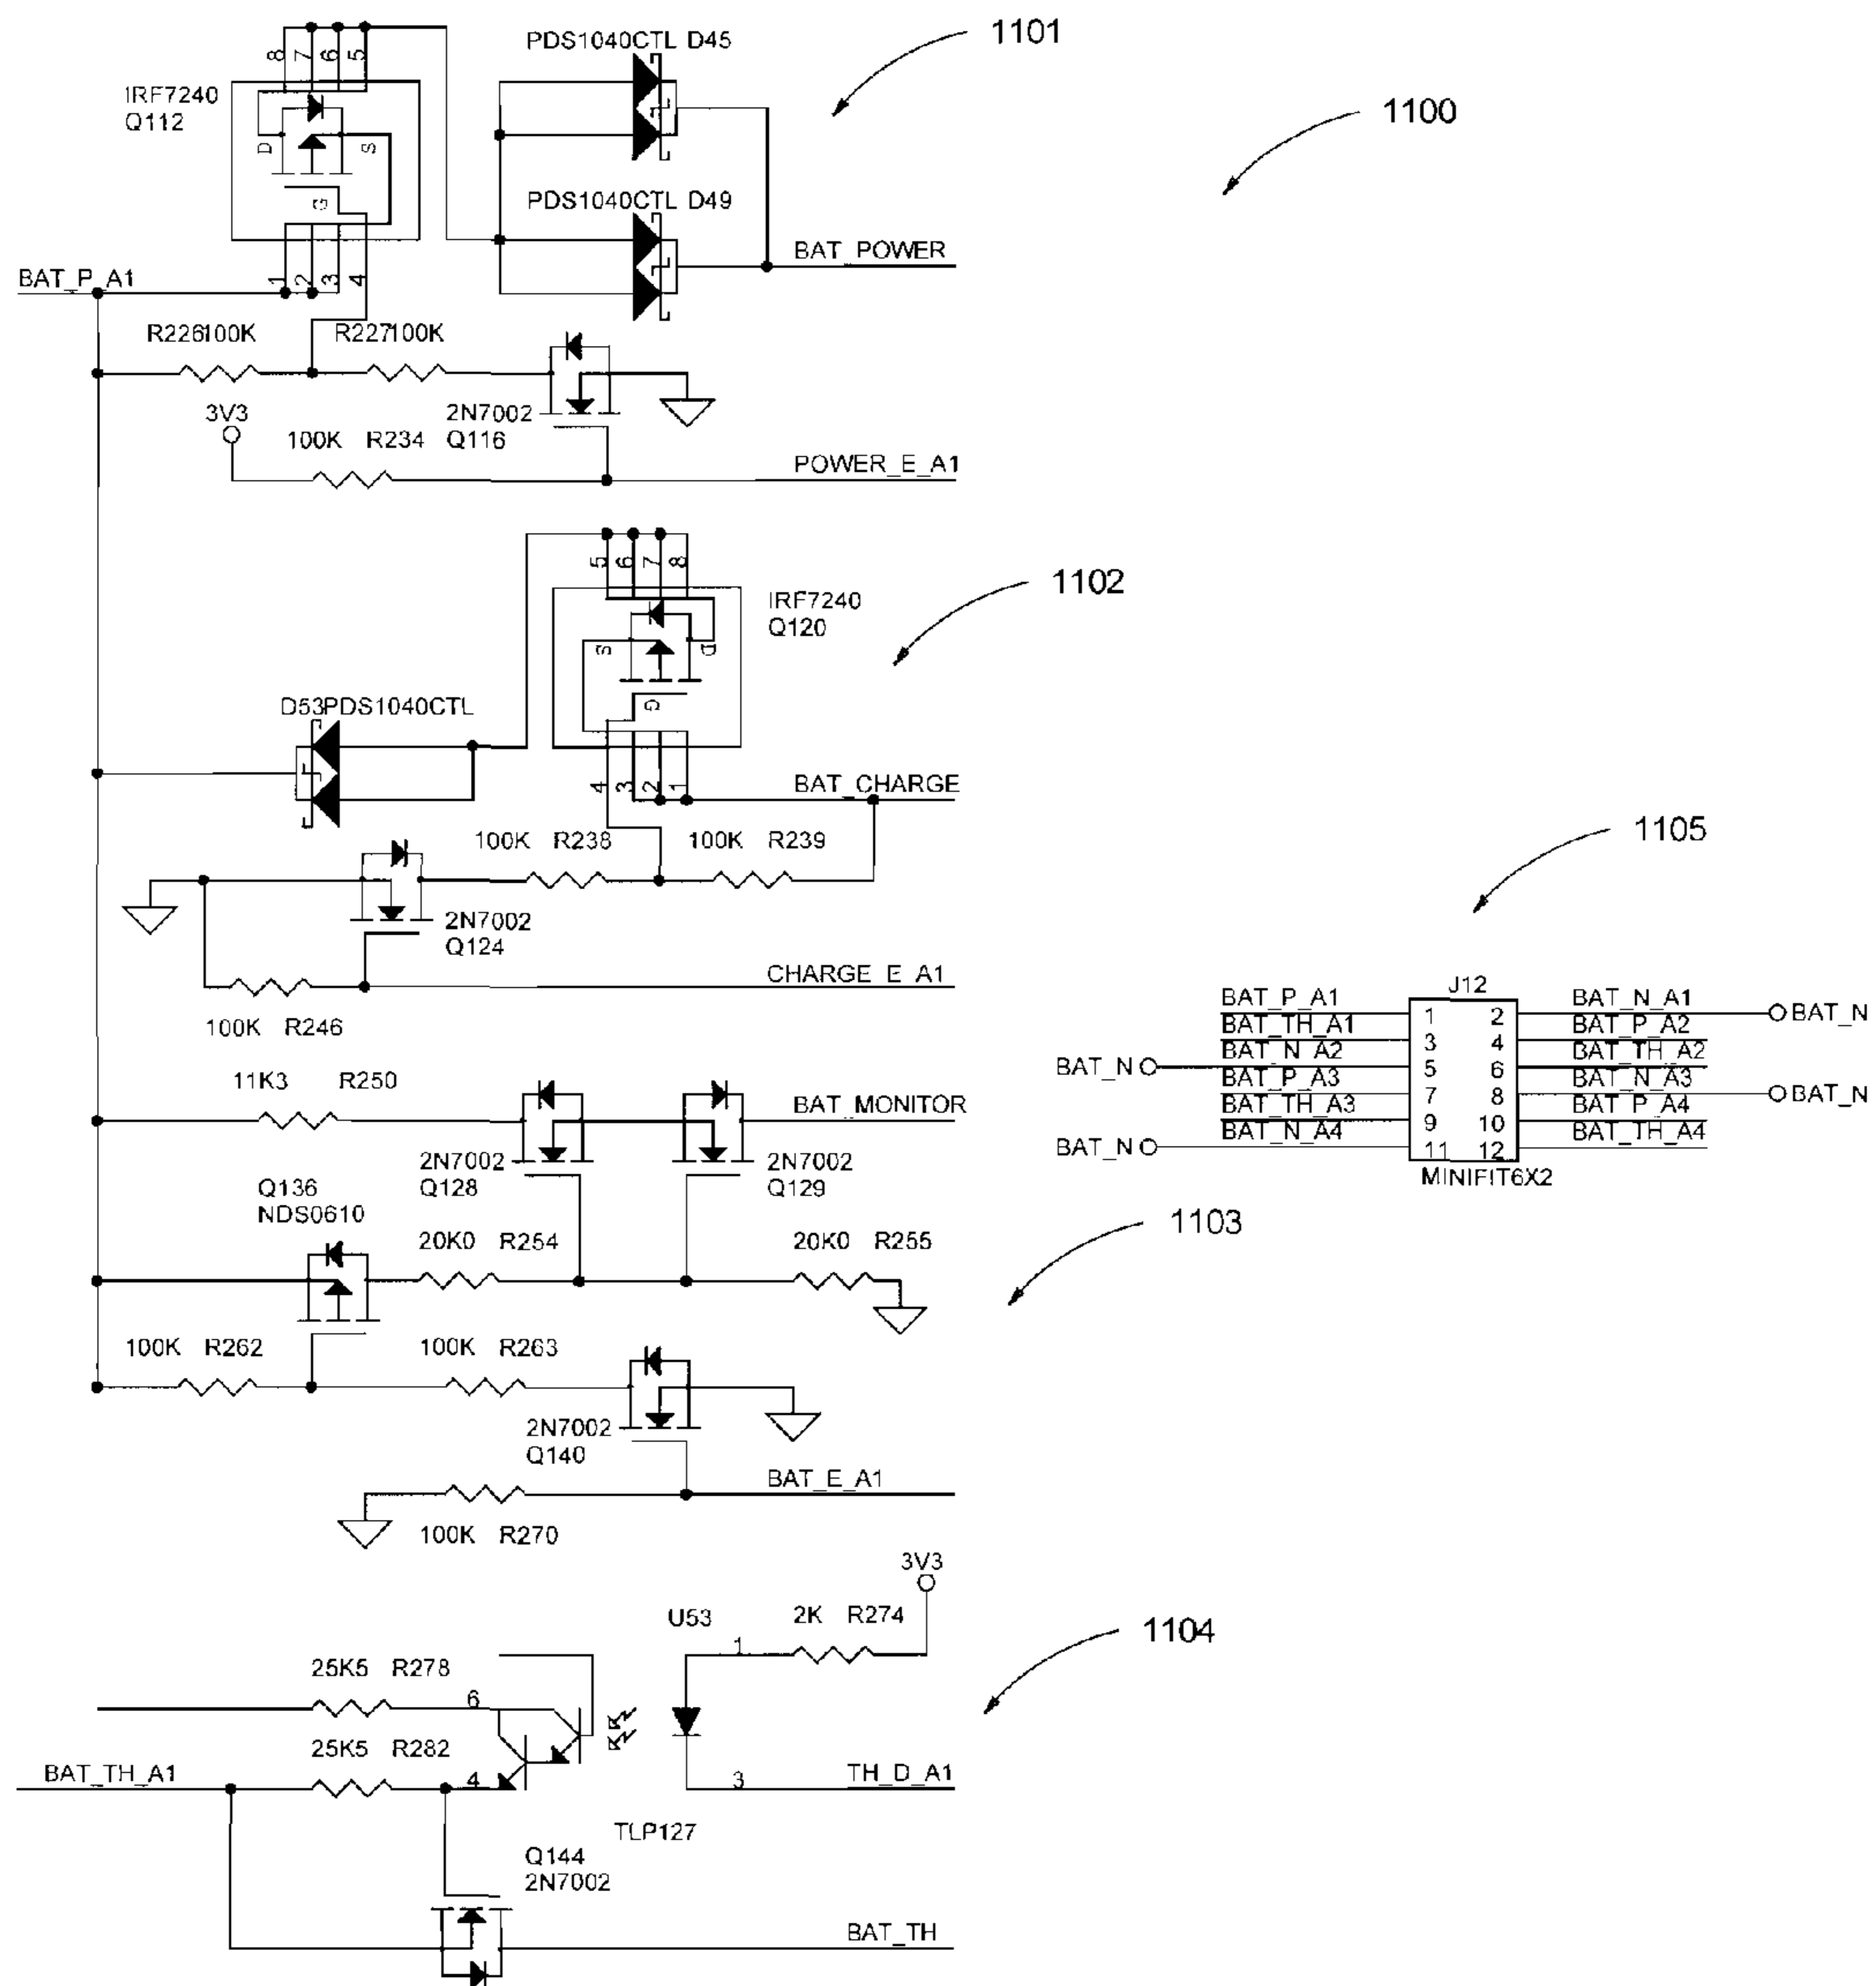 PDS1040CTL D45
1101
8 7 6 5
IRF7240
Q112
1100
D S
G
PDS1040CTL D49
BAT_POWER
BAT_P_A1
1 2 3 4
R226100K
R227100K
3V3
100K R234
2N7002
Q116
POWER_E_A1
5 6 7 8
1102
IRF7240
Q120
S D
G
D53PDS1040CTL
4 3 2 1
BAT_CHARGE
100K R238
100K R239
1105
2N7002
Q124
CHARGE_E_A1
100K R246
J12
BAT_P_A1 1 2 BAT_N_A1 BAT_N
BAT_TH_A1 3 4 BAT_P_A2
BAT_N BAT_N_A2 5 6 BAT_TH_A2
BAT_P_A3 7 8 BAT_N_A3 BAT_N
BAT_TH_A3 9 10 BAT_P_A4
BAT_N BAT_N_A4 11 12 BAT_TH_A4
MINIFIT6X2
11K3 R250
BAT_MONITOR
2N7002
Q128
2N7002
Q129
Q136
NDS0610
1103
20K0 R254
20K0 R255
100K R262
100K R263
2N7002
Q140
BAT_E_A1
100K R270
3V3
U53
2K R274
1104
1
25K5 R278
6
25K5 R282
BAT_TH_A1
4
3
TH_D_A1
TLP127
Q144
2N7002
BAT_TH